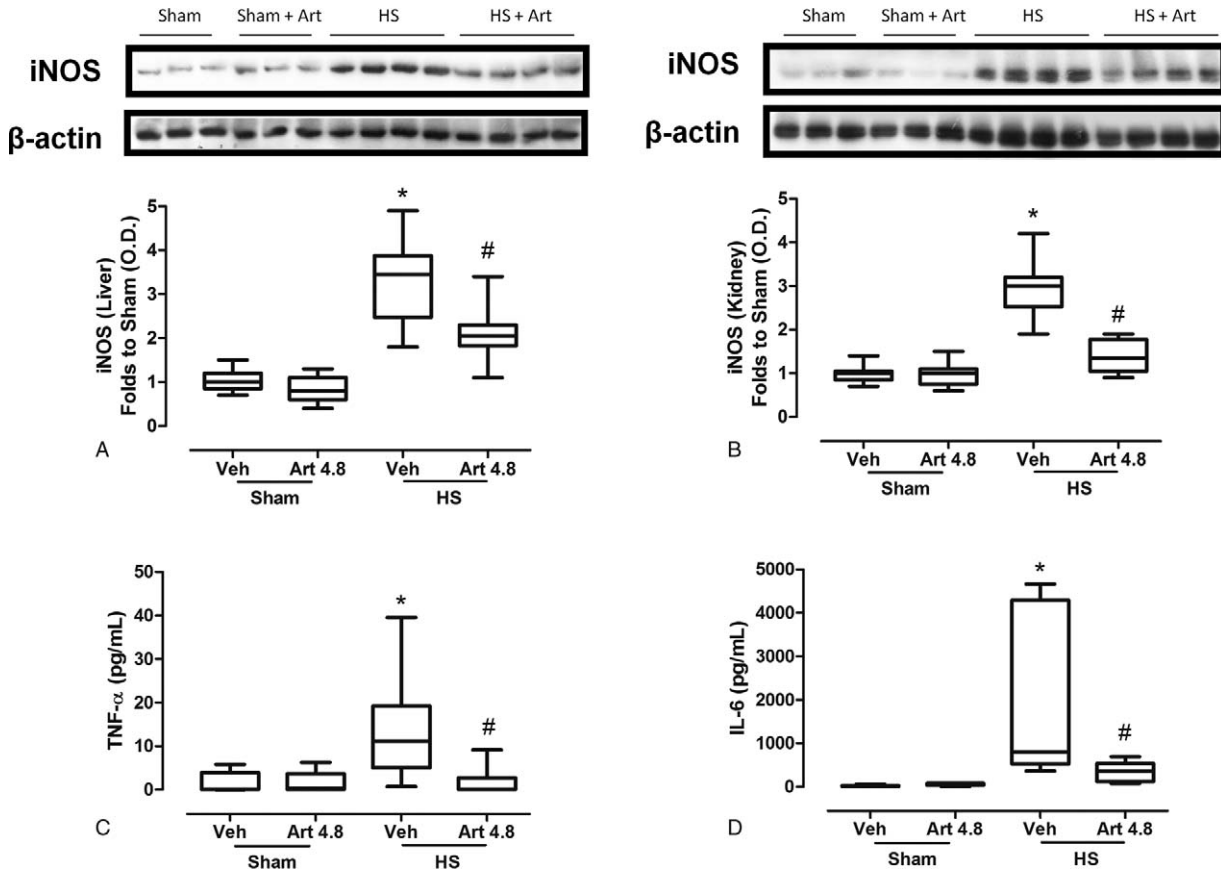 Sham Sham + Art HS HS + Art
iNOS
β-actin
*
#
iNOS (Liver)
Folds to Sham (O.D.)
5
4
3
2
1
0
A
Veh Art 4.8 Veh Art 4.8
Sham HS
Sham Sham + Art HS HS + Art
iNOS
β-actin
*
#
iNOS (Kidney)
Folds to Sham (O.D.)
5
4
3
2
1
0
B
Veh Art 4.8 Veh Art 4.8
Sham HS
*
#
TNF-α (pg/mL)
50
40
30
20
10
0
C
Veh Art 4.8 Veh Art 4.8
Sham HS
*
#
IL-6 (pg/mL)
5000
4000
3000
2000
1000
0
D
Veh Art 4.8 Veh Art 4.8
Sham HS